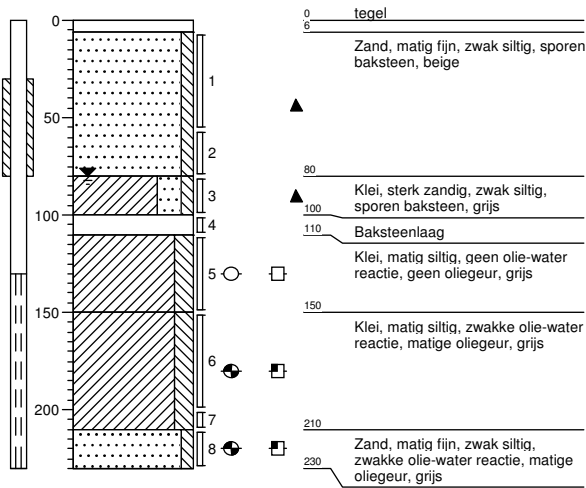 0
50
100
150
200
1
2
3
4
5
6
7
8
0
tegel
6
Zand, matig fijn, zwak siltig, sporen
baksteen, beige
80
Klei, sterk zandig, zwak siltig,
sporen baksteen, grijs
100
110
Baksteenlaag
Klei, matig siltig, geen olie-water
reactie, geen oliegeur, grijs
150
Klei, matig siltig, zwakke olie-water
reactie, matige oliegeur, grijs
210
Zand, matig fijn, zwak siltig,
zwakke olie-water reactie, matige
oliegeur, grijs
230